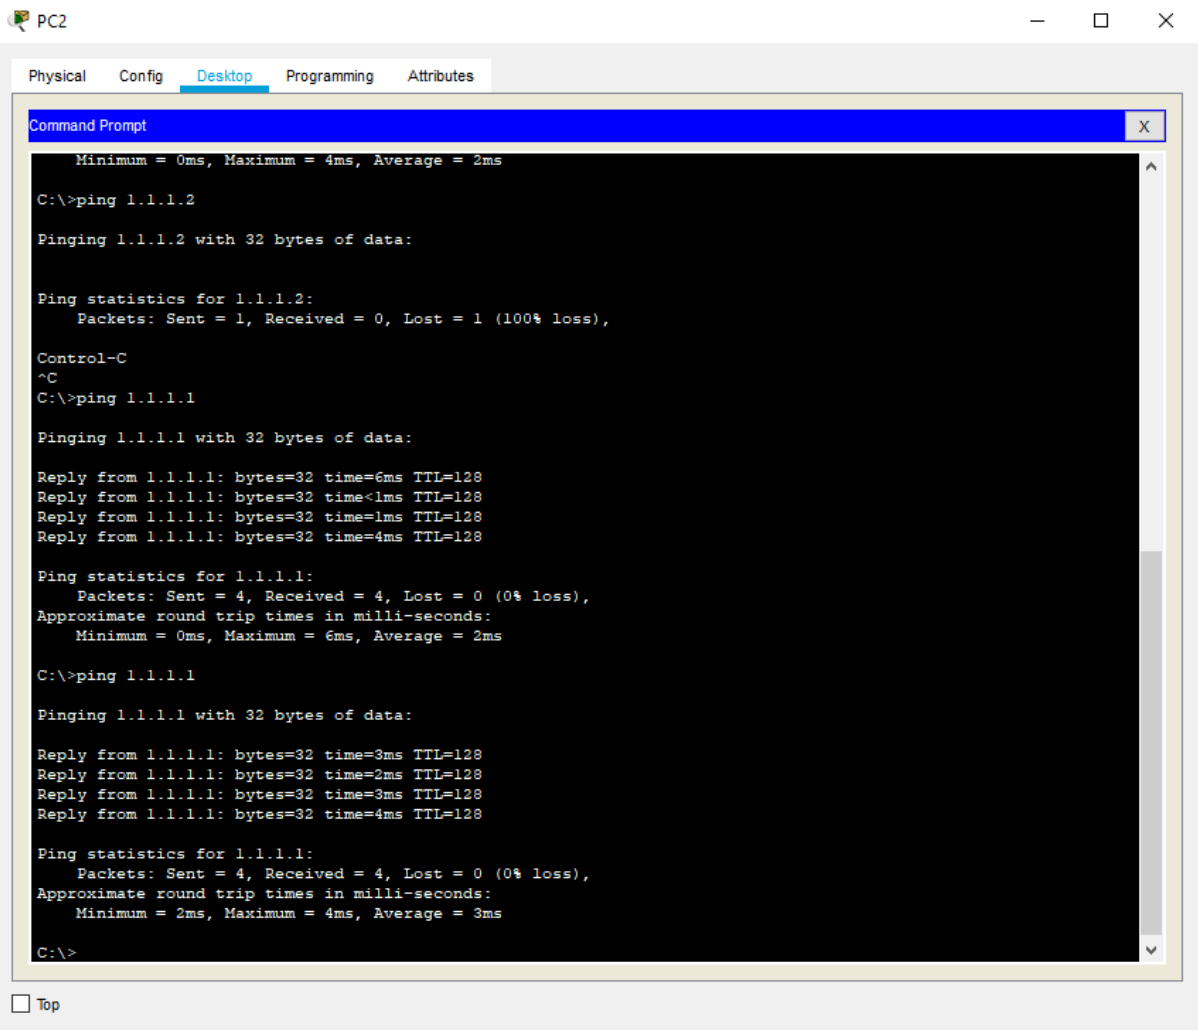 PC2
Physical Config Desktop Programming Attributes
Command Prompt X
Minimum = 0ms, Maximum = 4ms, Average = 2ms
C:\>ping 1.1.1.2
Pinging 1.1.1.2 with 32 bytes of data:
Ping statistics for 1.1.1.2:
Packets: Sent = 1, Received = 0, Lost = 1 (100% loss),
Control-C
^C
C:\>ping 1.1.1.1
Pinging 1.1.1.1 with 32 bytes of data:
Reply from 1.1.1.1: bytes=32 time=6ms TTL=128
Reply from 1.1.1.1: bytes=32 time<1ms TTL=128
Reply from 1.1.1.1: bytes=32 time=1ms TTL=128
Reply from 1.1.1.1: bytes=32 time=4ms TTL=128
Ping statistics for 1.1.1.1:
Packets: Sent = 4, Received = 4, Lost = 0 (0% loss),
Approximate round trip times in milli-seconds:
Minimum = 0ms, Maximum = 6ms, Average = 2ms
C:\>ping 1.1.1.1
Pinging 1.1.1.1 with 32 bytes of data:
Reply from 1.1.1.1: bytes=32 time=3ms TTL=128
Reply from 1.1.1.1: bytes=32 time=2ms TTL=128
Reply from 1.1.1.1: bytes=32 time=3ms TTL=128
Reply from 1.1.1.1: bytes=32 time=4ms TTL=128
Ping statistics for 1.1.1.1:
Packets: Sent = 4, Received = 4, Lost = 0 (0% loss),
Approximate round trip times in milli-seconds:
Minimum = 2ms, Maximum = 4ms, Average = 3ms
C:\>
Top